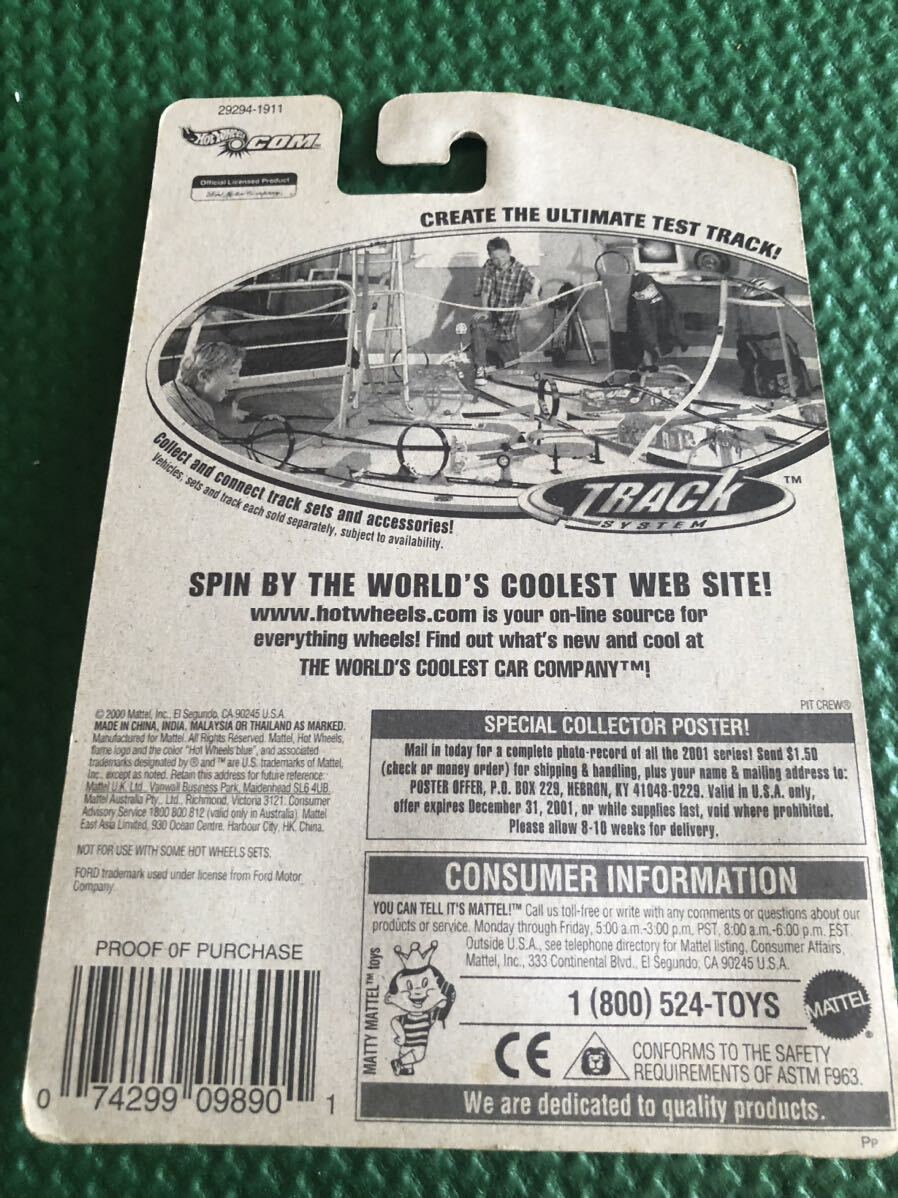 29294-1911
HOT WHEELS .COM™
Official Licensed Product
Ford Motor Company
CREATE THE ULTIMATE TEST TRACK!
Collect and connect track sets and accessories!
Vehicles, sets and track each sold separately, subject to availability.
TRACK™
SYSTEM
SPIN BY THE WORLD'S COOLEST WEB SITE!
www.hotwheels.com is your on-line source for
everything wheels! Find out what's new and cool at
THE WORLD'S COOLEST CAR COMPANY™!
© 2000 Mattel, Inc., El Segundo, CA 90245 U.S.A.
MADE IN CHINA, INDIA, MALAYSIA OR THAILAND AS MARKED.
Manufactured for Mattel. All Rights Reserved. Mattel, Hot Wheels,
flame logo and the color "Hot Wheels blue", and associated
trademarks designated by ® and ™ are U.S. trademarks of Mattel,
Inc., except as noted. Retain this address for future reference:
Mattel U.K. Ltd., Vanwall Business Park, Maidenhead SL6 4UB.
Mattel Australia Pty., Ltd., Richmond, Victoria 3121. Consumer
Advisory Service 1800 800 812 (valid only in Australia). Mattel
East Asia Limited, 930 Ocean Centre, Harbour City, HK, China.
NOT FOR USE WITH SOME HOT WHEELS SETS.
FORD trademark used under license from Ford Motor
Company.
PROOF OF PURCHASE
0 74299 09890 1
PIT CREW®
SPECIAL COLLECTOR POSTER!
Mail in today for a complete photo-record of all the 2001 series! Send $1.50
(check or money order) for shipping & handling, plus your name & mailing address to:
POSTER OFFER, P.O. BOX 229, HEBRON, KY 41048-0229. Valid in U.S.A. only,
offer expires December 31, 2001, or while supplies last, void where prohibited.
Please allow 8-10 weeks for delivery.
CONSUMER INFORMATION
YOU CAN TELL IT'S MATTEL!™ Call us toll-free or write with any comments or questions about our
products or service. Monday through Friday, 5:00 a.m.-3:00 p.m. PST, 8:00 a.m.-6:00 p.m. EST.
Outside U.S.A., see telephone directory for Mattel listing. Consumer Affairs,
Mattel, Inc., 333 Continental Blvd., El Segundo, CA 90245 U.S.A.
MATTY MATTEL™ toys
1 (800) 524-TOYS
MATTEL®
CE
CONFORMS TO THE SAFETY
REQUIREMENTS OF ASTM F963.
We are dedicated to quality products.
PP